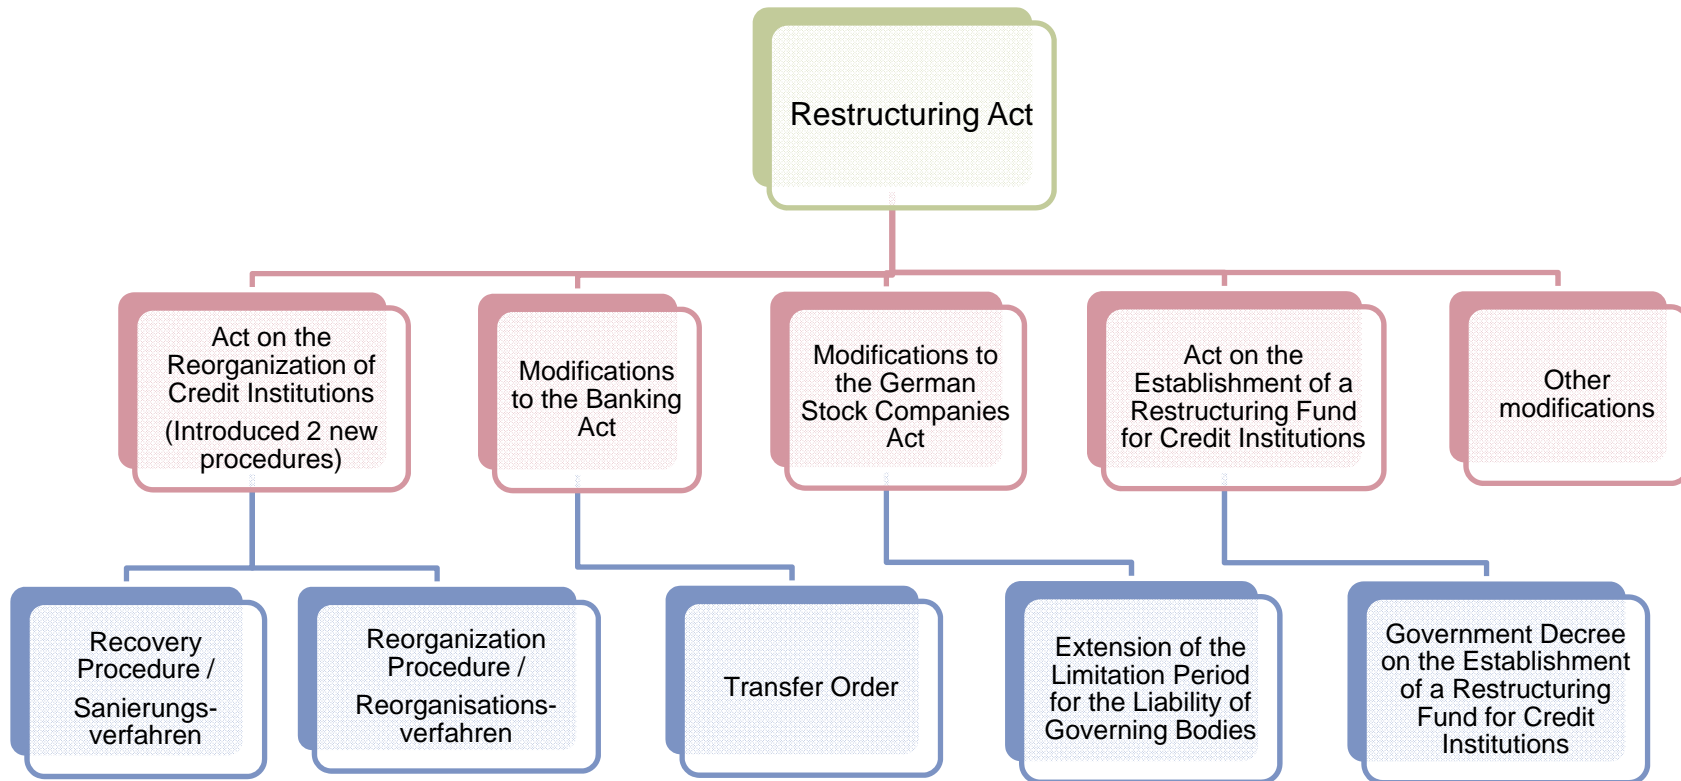 Restructuring Act
Act on the
Reorganization of
Credit Institutions
(Introduced 2 new
procedures)
Modifications
to the Banking
Act
Modifications to
the German
Stock Companies
Act
Act on the
Establishment of a
Restructuring Fund
for Credit Institutions
Other
modifications
Recovery
Procedure /
Sanierungs-
verfahren
Reorganization
Procedure /
Reorganisations-
verfahren
Transfer Order
Extension of the
Limitation Period
for the Liability of
Governing Bodies
Government Decree
on the Establishment
of a Restructuring
Fund for Credit
Institutions